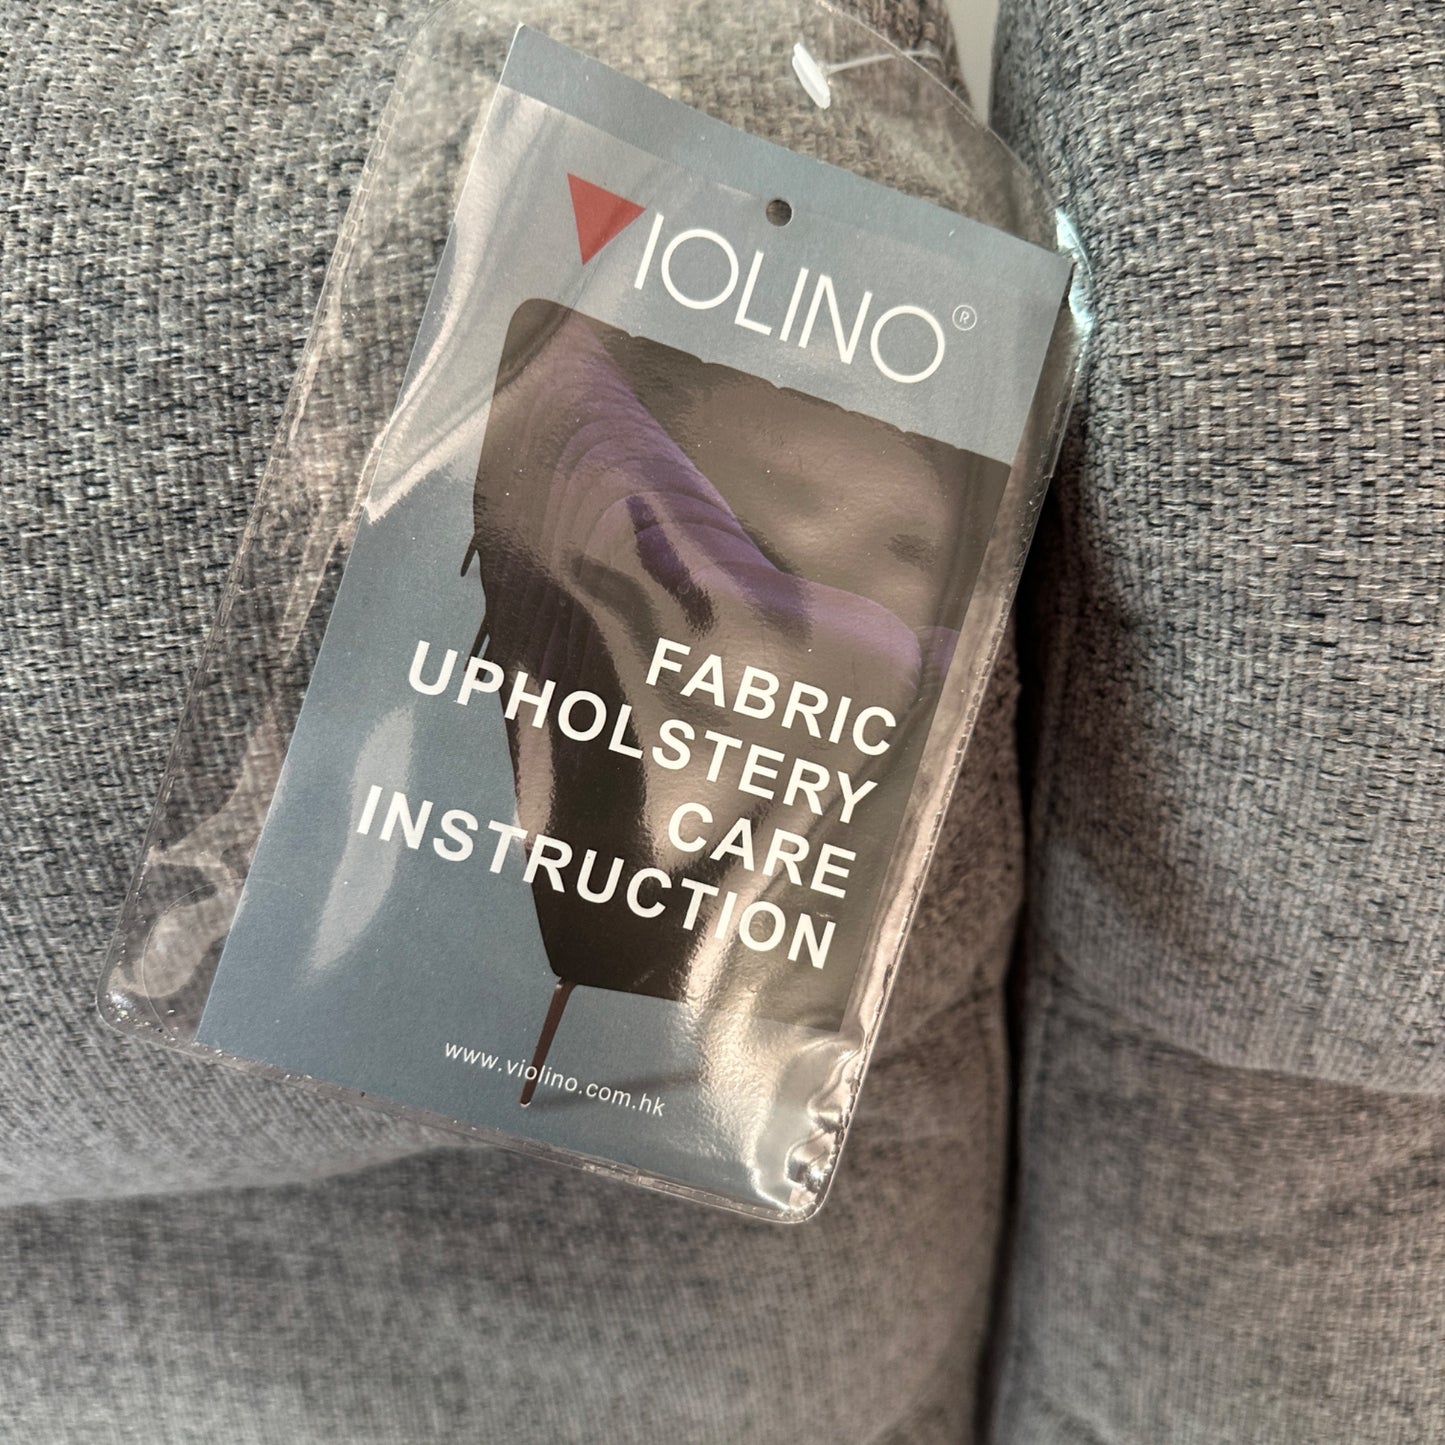 VIOLINO®
FABRIC
UPHOLSTERY
CARE
INSTRUCTION
www.violino.com.hk